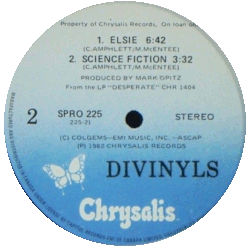 Property of Chrysalis Records, On loan
1. ELSIE 6:42
(C.AMPHLETT/M.McENTEE)
2. SCIENCE FICTION 3:32
(C.AMPHLETT/M.McENTEE)
PRODUCED BY MARK OPITZ
From the LP "DESPERATE" CHR 1404
2
SPRO 225
STEREO
225-2)
(C) COLGEMS-EMI MUSIC, INC. -ASCAP
(P) 1982 CHRYSALIS RECORDS
DIVINYLS
Chrysalis